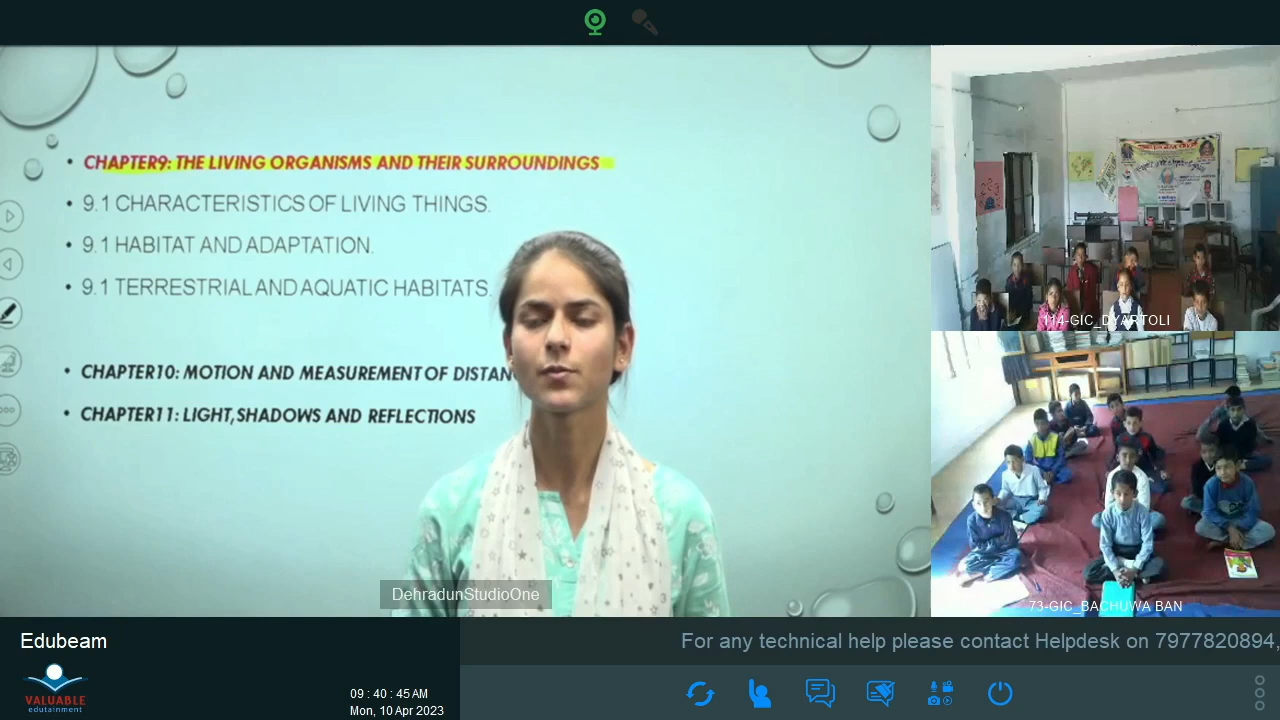 • CHAPTER9: THE LIVING ORGANISMS AND THEIR SURROUNDINGS
• 9.1 CHARACTERISTICS OF LIVING THINGS.
• 9.1 HABITAT AND ADAPTATION.
• 9.1 TERRESTRIAL AND AQUATIC HABITATS.
• CHAPTER10: MOTION AND MEASUREMENT OF DISTAN
• CHAPTER11: LIGHT,SHADOWS AND REFLECTIONS
DehradunStudioOne
114-GIC_DYARTOLI
73-GIC_BACHUWA BAN
Edubeam
For any technical help please contact Helpdesk on 7977820894,
VALUABLE
edutainment
09 : 40 : 45 AM
Mon, 10 Apr 2023